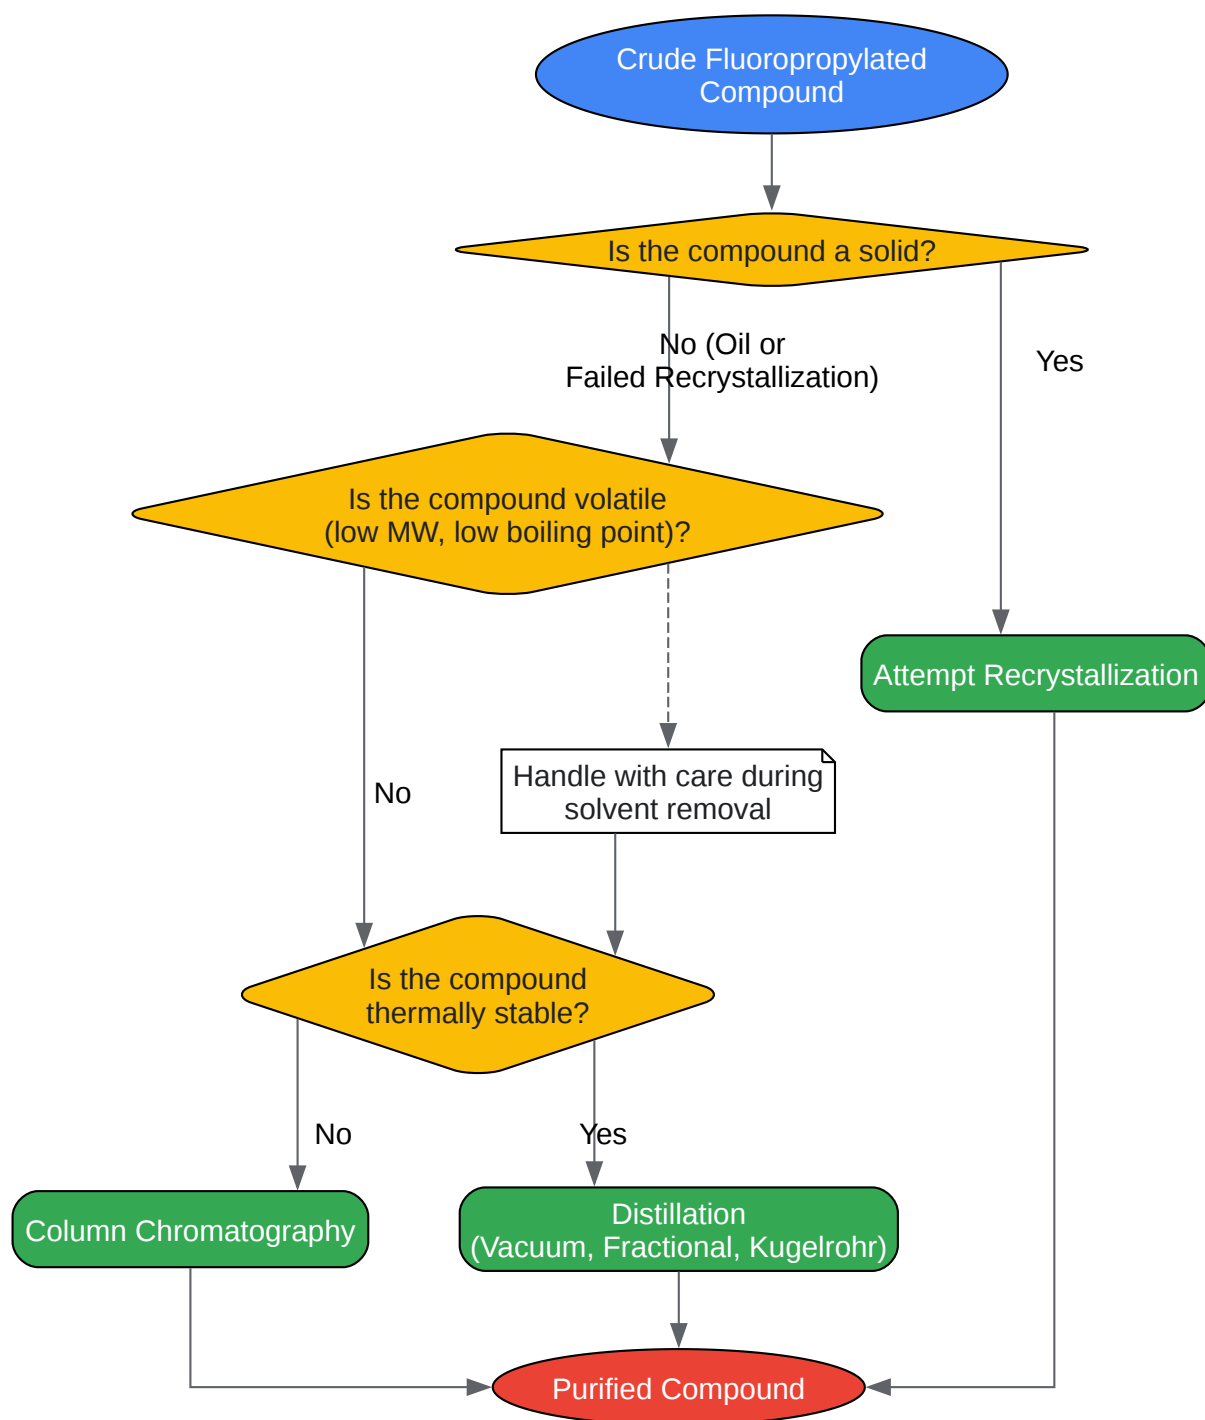 Crude Fluoropropylated
Compound
Is the compound a solid?
No (Oil or
Failed Recrystallization)
Yes
Is the compound volatile
(low MW, low boiling point)?
Attempt Recrystallization
Handle with care during
solvent removal
No
Is the compound
thermally stable?
No
Yes
Column Chromatography
Distillation
(Vacuum, Fractional, Kugelrohr)
Purified Compound